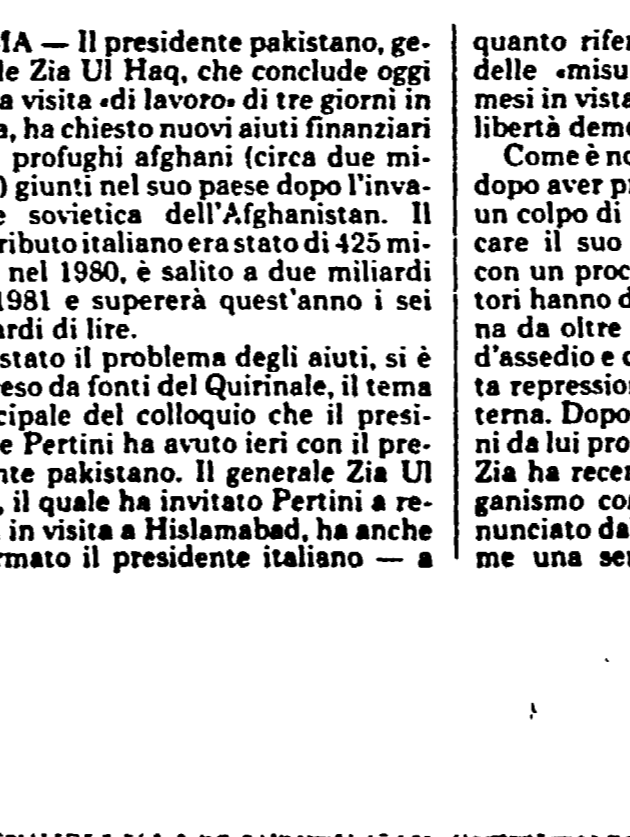 MA — Il presidente pakistano, ge-
le Zia Ul Haq, che conclude oggi
a visita «di lavoro» di tre giorni in
a, ha chiesto nuovi aiuti finanziari
profughi afghani (circa due mi-
) giunti nel suo paese dopo l'inva-
e sovietica dell'Afghanistan. Il
ributo italiano era stato di 425 mi-
nel 1980, è salito a due miliardi
1981 e supererà quest'anno i sei
ardi di lire.
stato il problema degli aiuti, si è
reso da fonti del Quirinale, il tema
cipale del colloquio che il presi-
e Pertini ha avuto ieri con il pre-
nte pakistano. Il generale Zia Ul
, il quale ha invitato Pertini a re-
in visita a Hislamabad, ha anche
rmato il presidente italiano — a
quanto rifer
delle «misu
mesi in vista
libertà demo
Come è no
dopo aver pr
un colpo di
care il suo
con un proc
tori hanno d
na da oltre
d'assedio e c
ta repressio
terna. Dopo
ni da lui pro
Zia ha recen
ganismo co
nunciato da
me una se